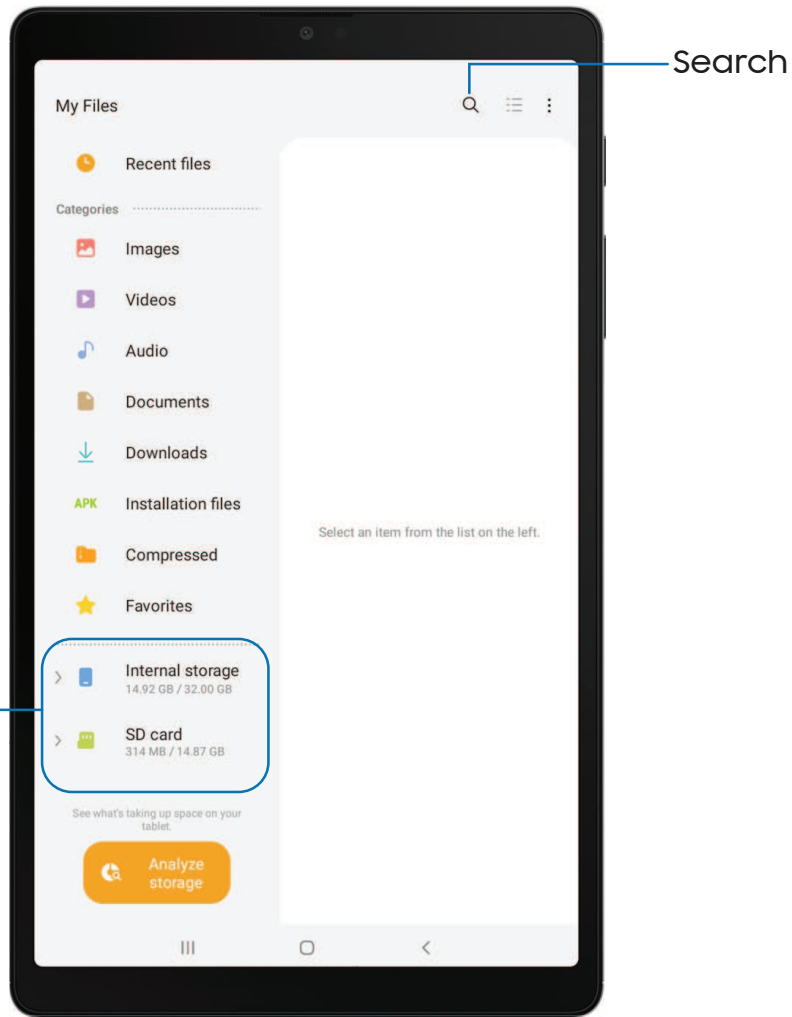 Search
My Files
Recent files
Categories
Images
Videos
Audio
Documents
Downloads
APK
Installation files
Compressed
Favorites
Select an item from the list on the left.
Internal storage
14.92 GB / 32.00 GB
SD card
314 MB / 14.87 GB
See what's taking up space on your
tablet.
Analyze
storage